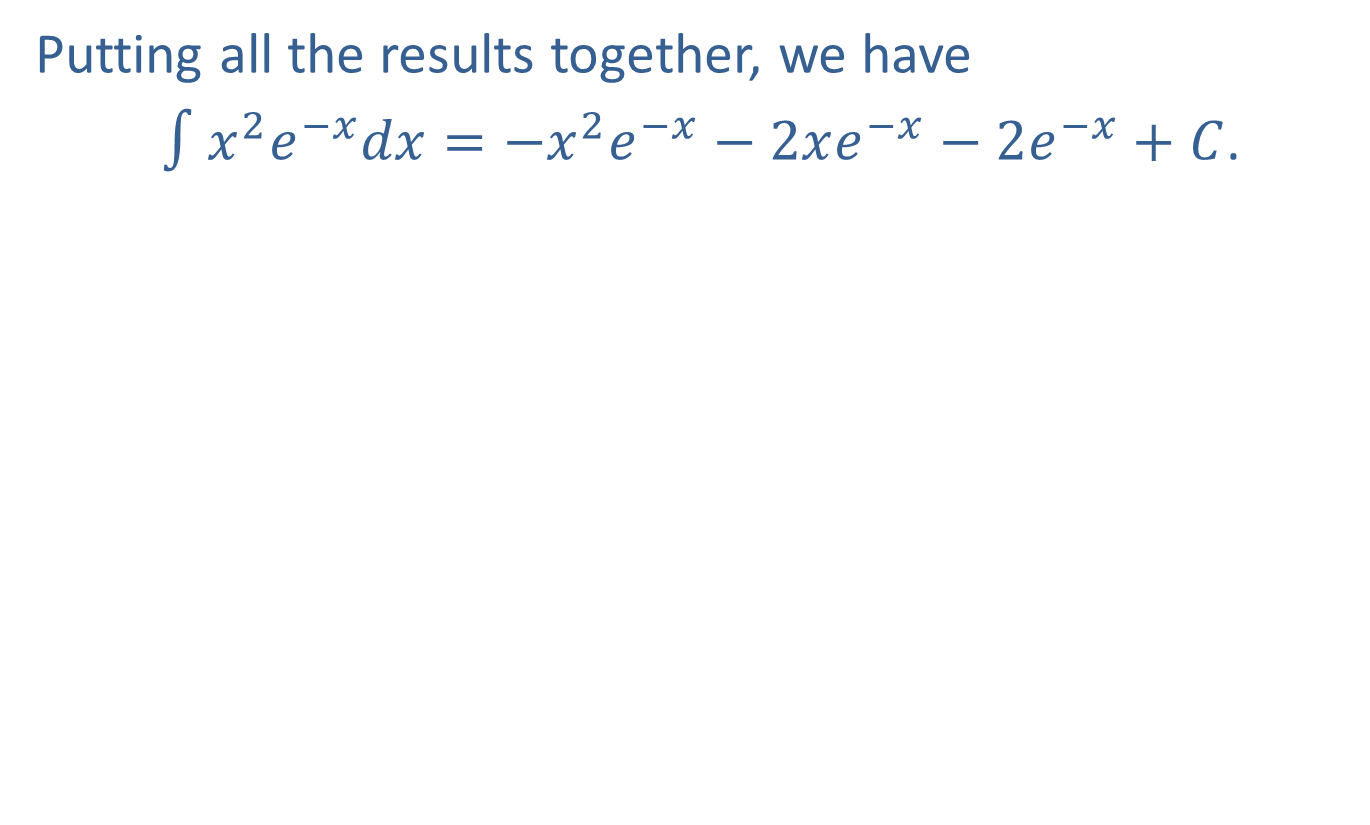 Putting all the results together, we have
∫ x²e⁻ˣdx = −x²e⁻ˣ − 2xe⁻ˣ − 2e⁻ˣ + C.